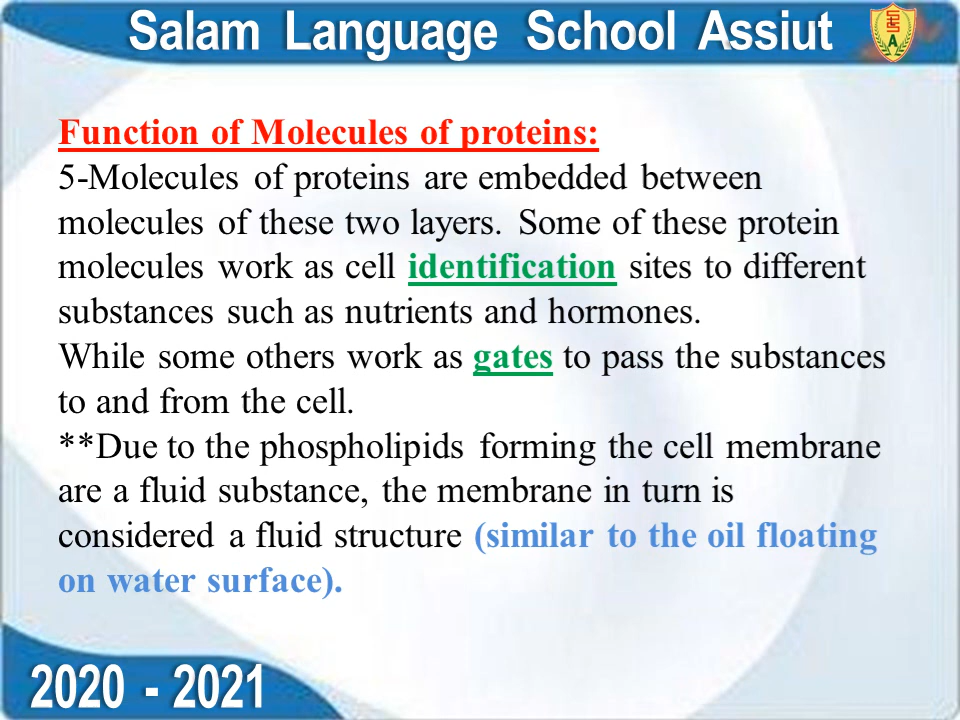 Salam Language School Assiut
Function of Molecules of proteins:
5-Molecules of proteins are embedded between
molecules of these two layers. Some of these protein
molecules work as cell identification sites to different
substances such as nutrients and hormones.
While some others work as gates to pass the substances
to and from the cell.
**Due to the phospholipids forming the cell membrane
are a fluid substance, the membrane in turn is
considered a fluid structure (similar to the oil floating
on water surface).
2020 - 2021